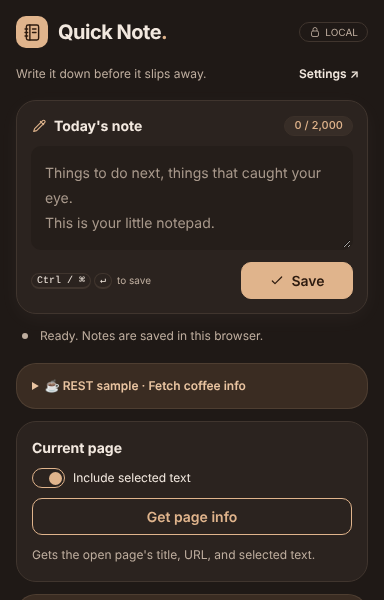 Quick Note.
LOCAL
Write it down before it slips away.
Settings ↗
Today's note
0 / 2,000
Things to do next, things that caught your
eye.
This is your little notepad.
Ctrl / ⌘ ↵ to save
✓ Save
Ready. Notes are saved in this browser.
▶ ☕ REST sample · Fetch coffee info
Current page
Include selected text
Get page info
Gets the open page's title, URL, and selected text.